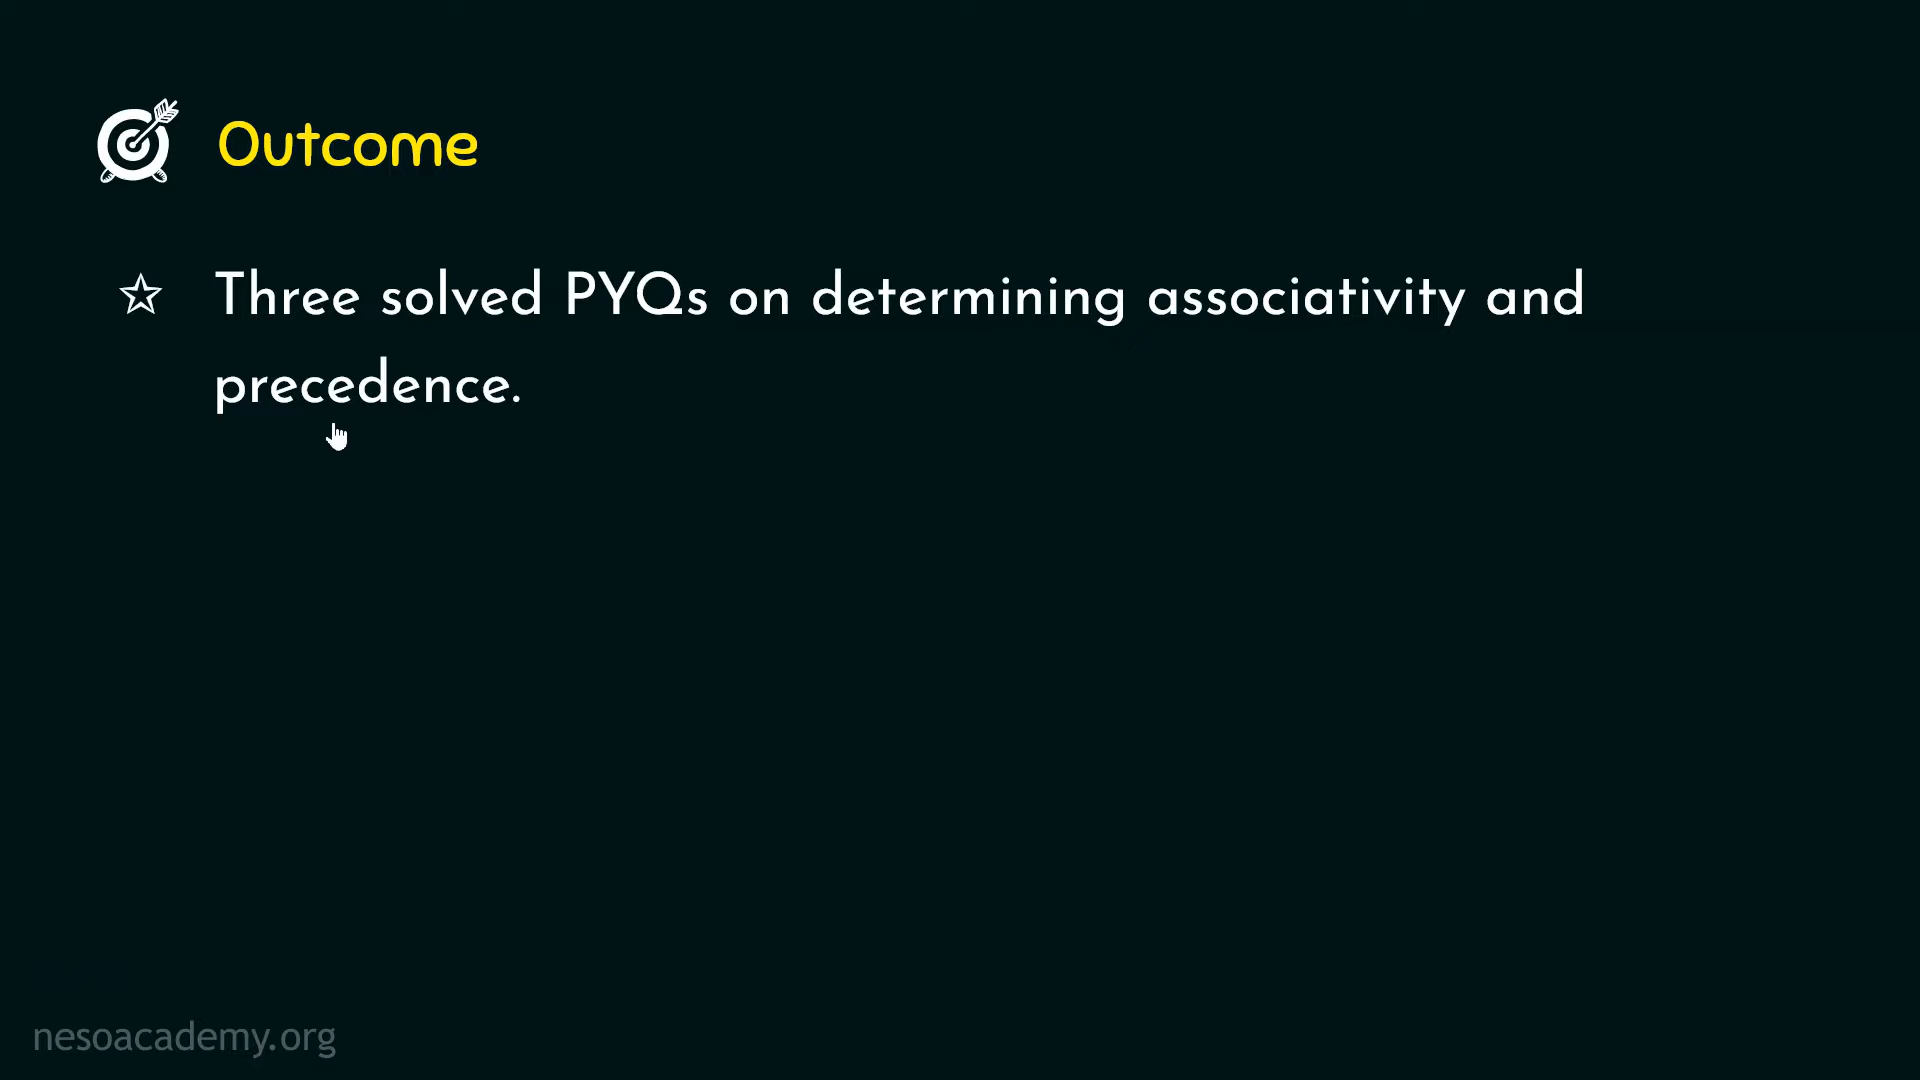 Outcome
Three solved PYQs on determining associativity and
precedence.
nesoacademy.org